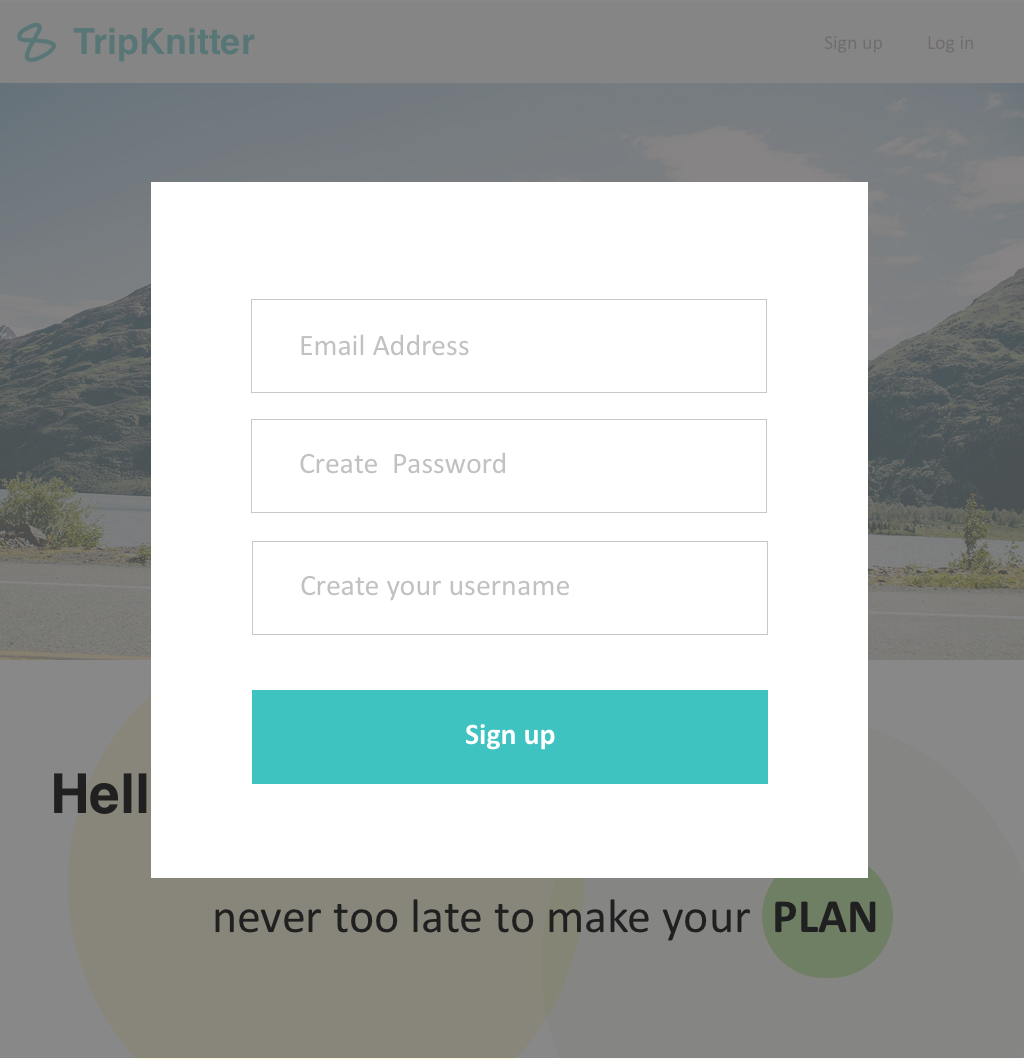 TripKnitter
Sign up
Log in
Email Address
Create  Password
Create your username
Sign up
Hell
never too late to make your PLAN